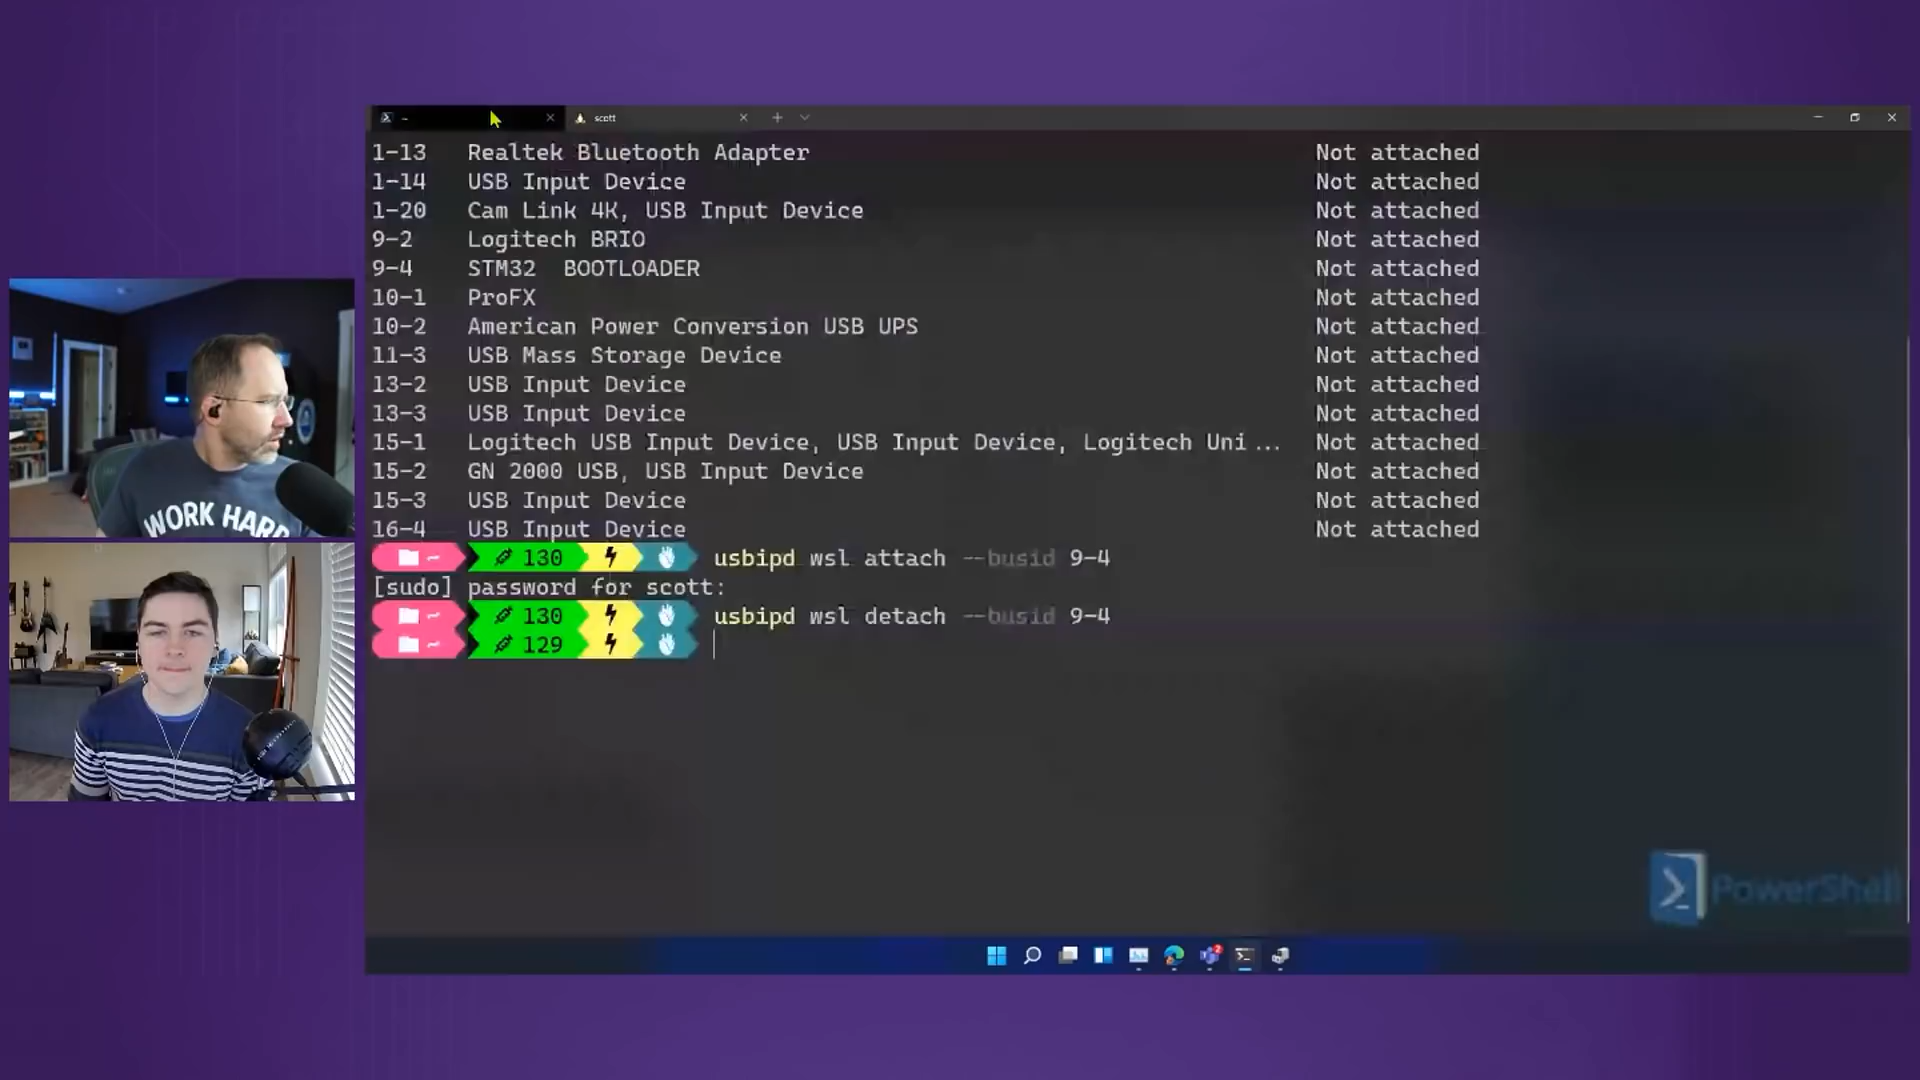 scott
1-13 Realtek Bluetooth Adapter Not attached
1-14 USB Input Device Not attached
1-20 Cam Link 4K, USB Input Device Not attached
9-2 Logitech BRIO Not attached
9-4 STM32 BOOTLOADER Not attached
10-1 ProFX Not attached
10-2 American Power Conversion USB UPS Not attached
11-3 USB Mass Storage Device Not attached
13-2 USB Input Device Not attached
13-3 USB Input Device Not attached
15-1 Logitech USB Input Device, USB Input Device, Logitech Uni... Not attached
15-2 GN 2000 USB, USB Input Device Not attached
15-3 USB Input Device Not attached
16-4 USB Input Device Not attached
~ 130 usbipd wsl attach --busid 9-4
[sudo] password for scott:
~ 130 usbipd wsl detach --busid 9-4
~ 129
WORK HARD
PowerShell
2